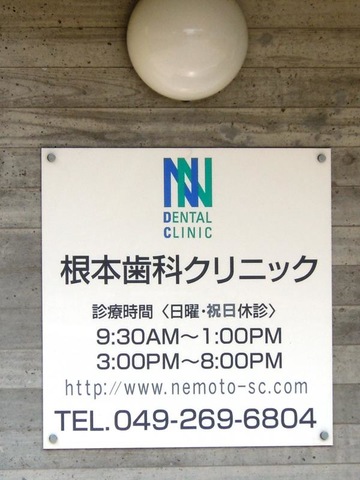 NN
DENTAL
CLINIC
根本歯科クリニック
診療時間〈日曜・祝日休診〉
9:30AM〜1:00PM
3:00PM〜8:00PM
http://www.nemoto-sc.com
TEL.049-269-6804